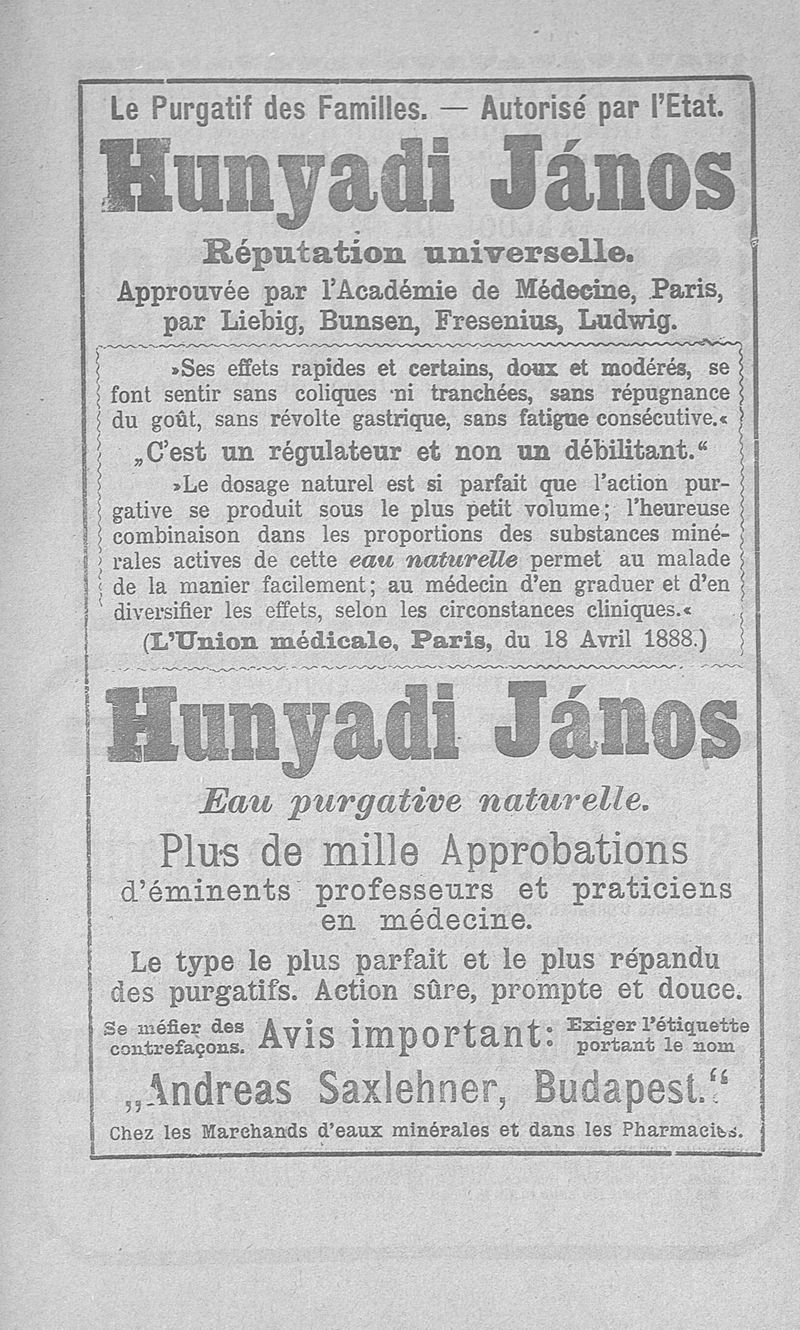 Le Purgatif des Familles. — Autorisé par l'Etat.
Hunyadi János
Réputation universelle.
Approuvée par l'Académie de Médecine, Paris,
par Liebig, Bunsen, Fresenius, Ludwig.
»Ses effets rapides et certains, doux et modérés, se
font sentir sans coliques ni tranchées, sans répugnance
du goût, sans révolte gastrique, sans fatigue consécutive.«
„C'est un régulateur et non un débilitant.“
»Le dosage naturel est si parfait que l'action pur-
gative se produit sous le plus petit volume; l'heureuse
combinaison dans les proportions des substances miné-
rales actives de cette eau naturelle permet au malade
de la manier facilement; au médecin d'en graduer et d'en
diversifier les effets, selon les circonstances cliniques.«
(L'Union médicale, Paris, du 18 Avril 1888.)
Hunyadi János
Eau purgative naturelle.
Plus de mille Approbations
d'éminents professeurs et praticiens
en médecine.
Le type le plus parfait et le plus répandu
des purgatifs. Action sûre, prompte et douce.
Se méfier des
contrefaçons.
Avis important:
Exiger l'étiquette
portant le nom
„Andreas Saxlehner, Budapest.“
Chez les Marchands d'eaux minérales et dans les Pharmacies.